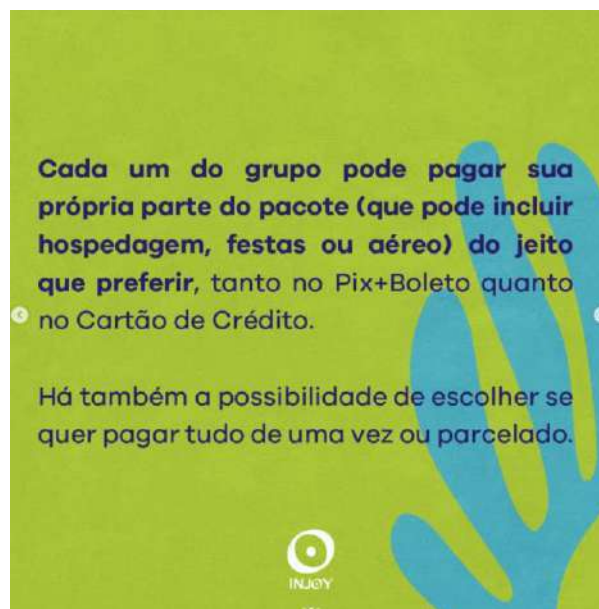 Cada um do grupo pode pagar sua
própria parte do pacote (que pode incluir
hospedagem, festas ou aéreo) do jeito
que preferir, tanto no Pix+Boleto quanto
no Cartão de Crédito.
Há também a possibilidade de escolher se
quer pagar tudo de uma vez ou parcelado.
INJOY